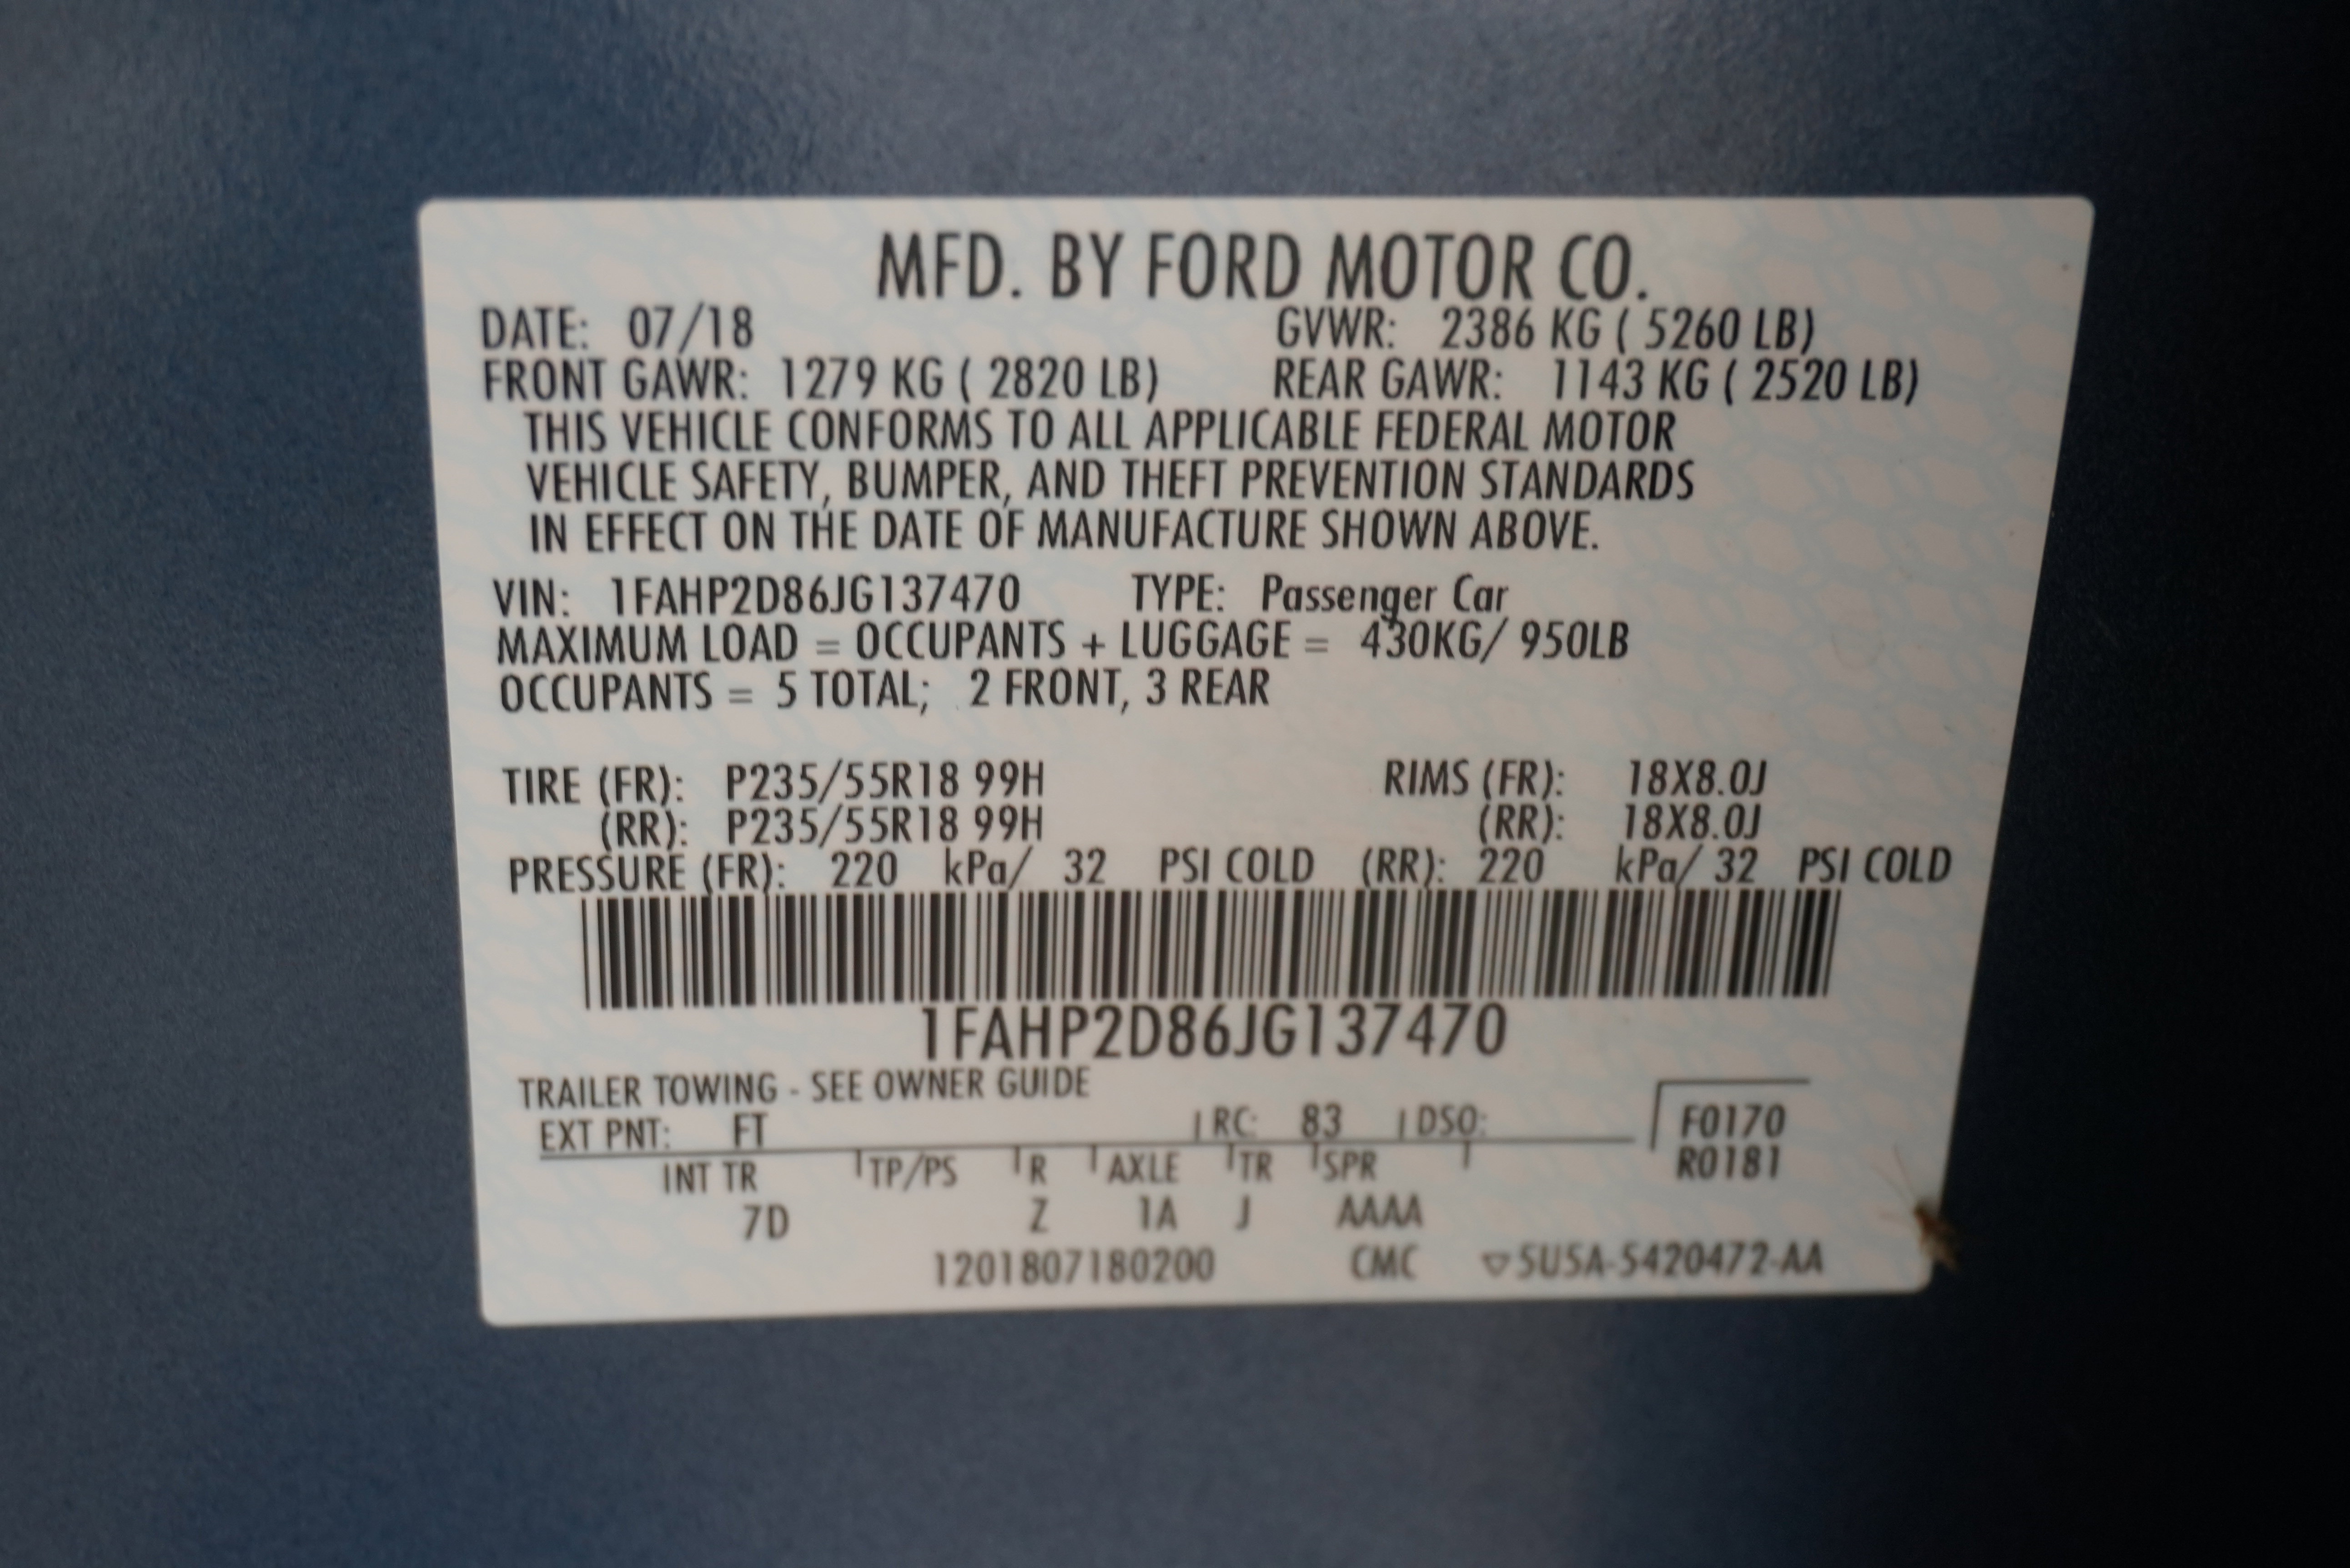 MFD. BY FORD MOTOR CO.
DATE: 07/18 GVWR: 2386 KG ( 5260 LB)
FRONT GAWR: 1279 KG ( 2820 LB) REAR GAWR: 1143 KG ( 2520 LB)
THIS VEHICLE CONFORMS TO ALL APPLICABLE FEDERAL MOTOR
VEHICLE SAFETY, BUMPER, AND THEFT PREVENTION STANDARDS
IN EFFECT ON THE DATE OF MANUFACTURE SHOWN ABOVE.
VIN: 1FAHP2D86JG137470 TYPE: Passenger Car
MAXIMUM LOAD = OCCUPANTS + LUGGAGE = 430KG/ 950LB
OCCUPANTS = 5 TOTAL; 2 FRONT, 3 REAR
TIRE (FR): P235/55R18 99H RIMS (FR): 18X8.0J
(RR): P235/55R18 99H (RR): 18X8.0J
PRESSURE (FR): 220 kPa/ 32 PSI COLD (RR): 220 kPa/ 32 PSI COLD
1FAHP2D86JG137470
TRAILER TOWING - SEE OWNER GUIDE
EXT PNT: FT RC: 83 DSO: F0170
INT TR TP/PS R AXLE TR SPR R0181
7D Z 1A J AAAA
1201807180200 CMC ▽5U5A-5420472-AA